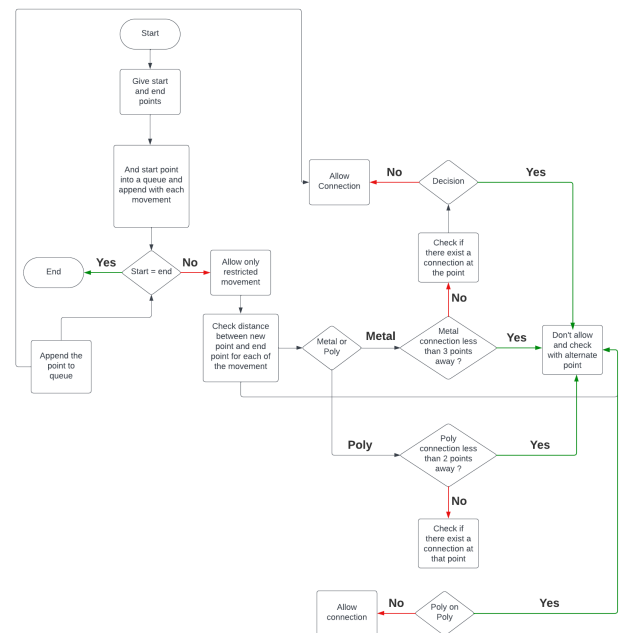 Start
Give start
and end
points
And start point
into a queue and
append with each
movement
Start = end
Yes
No
End
Allow only
restricted
movement
Append the
point to
queue
Check distance
between new
point and end
point for each of
the movement
Metal or
Poly
Metal
Poly
Metal
connection less
than 3 points
away ?
Yes
No
Check if
there exist a
connection at
the point
Decision
No
Yes
Allow
Connection
Don't allow
and check
with alternate
point
Poly
connection less
than 2 points
away ?
Yes
No
Check if
there exist a
connection at
that point
Poly on
Poly
No
Yes
Allow
connection